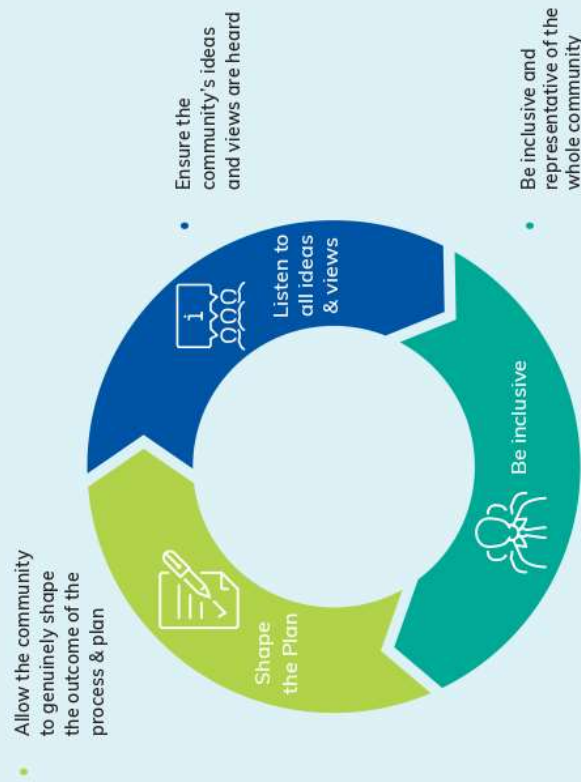 Allow the community
to genuinely shape
the outcome of the
process & plan
Shape
the Plan
Listen to
all ideas
& views
i
Ensure the
community's ideas
and views are heard
Be inclusive
Be inclusive and
representative of the
whole community